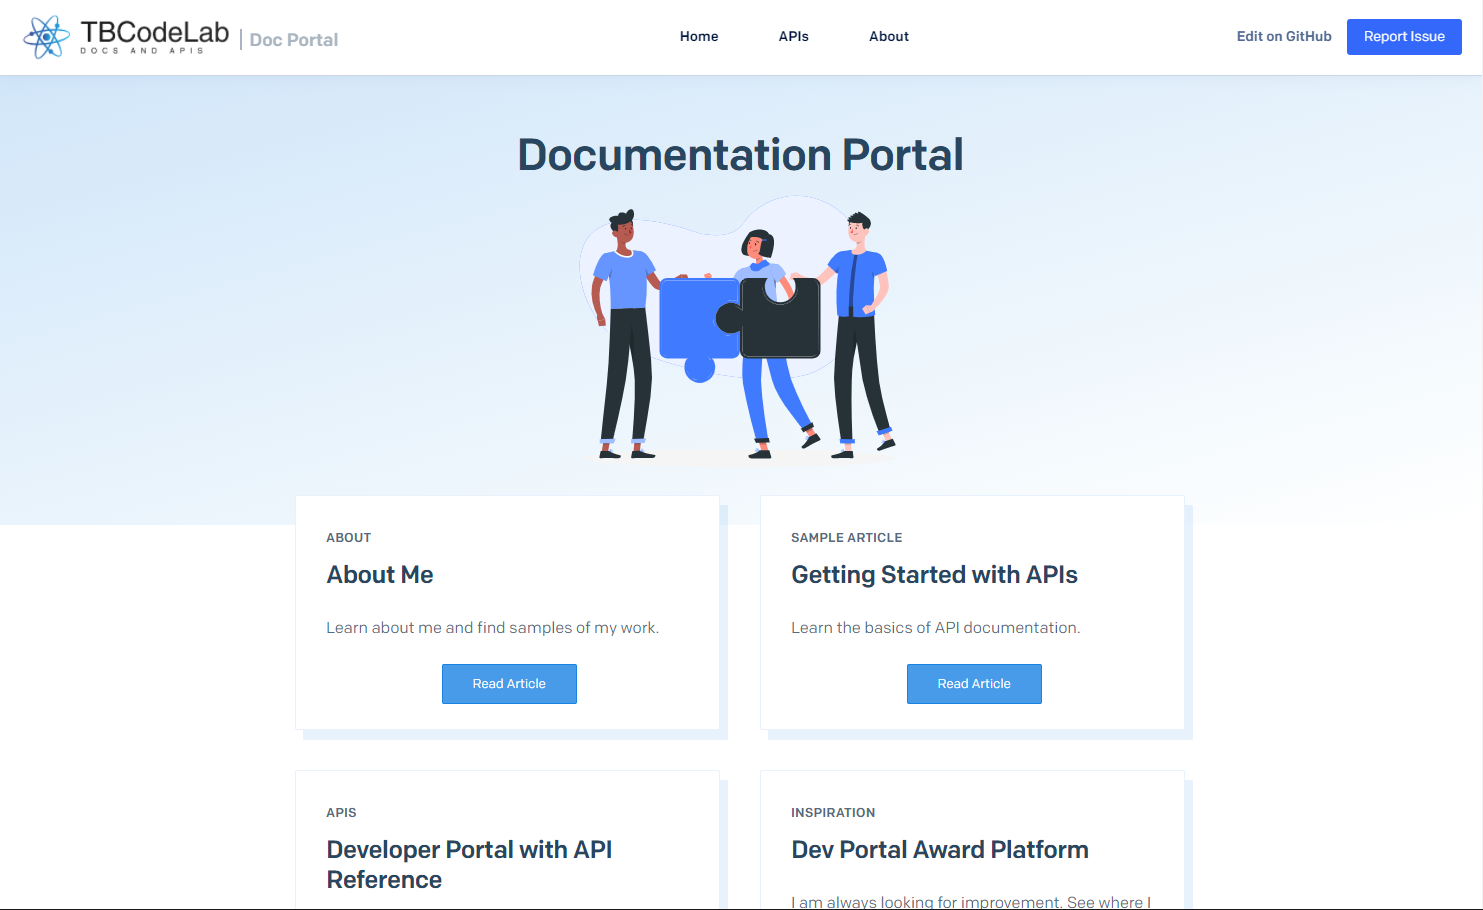 TBCodeLab
DOCS AND APIS
Doc Portal
Home
APIs
About
Edit on GitHub
Report Issue
Documentation Portal
ABOUT
About Me
Learn about me and find samples of my work.
Read Article
SAMPLE ARTICLE
Getting Started with APIs
Learn the basics of API documentation.
Read Article
APIS
Developer Portal with API
Reference
INSPIRATION
Dev Portal Award Platform
I am always looking for improvement. See where I